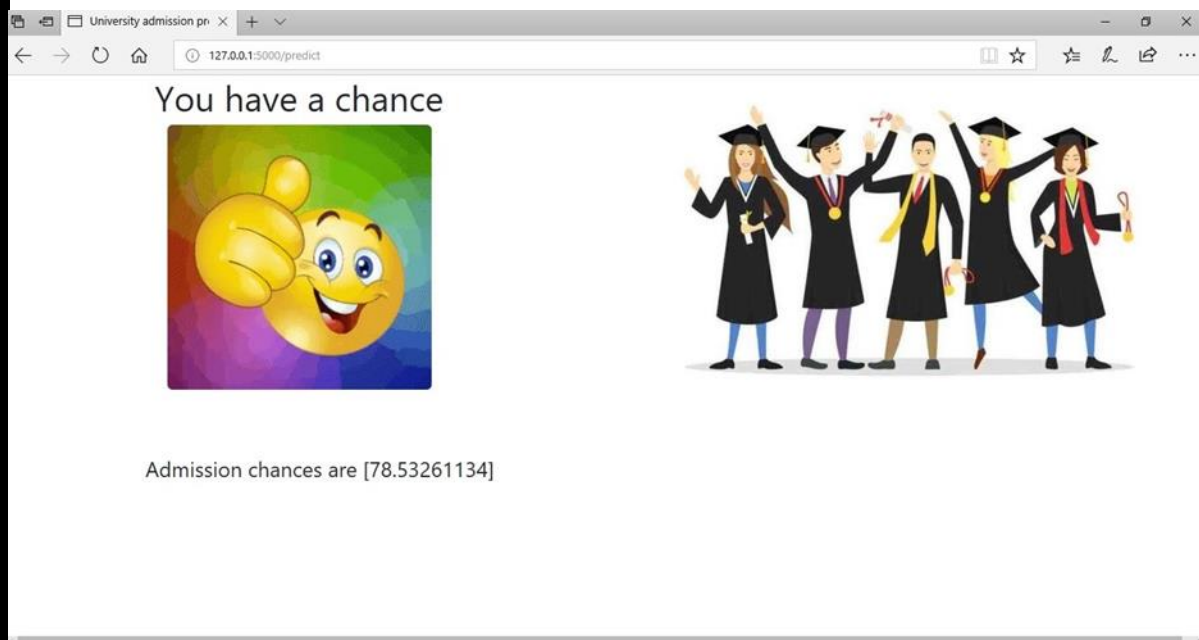 University admission pr
127.0.0.1:5000/predict
You have a chance
Admission chances are [78.53261134]